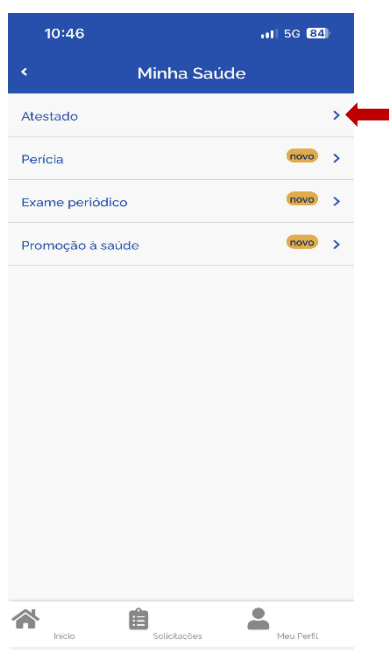 10:46 5G 84
Minha Saúde
Atestado
Perícia novo
Exame periódico novo
Promoção à saúde novo
Início Solicitações Meu Perfil